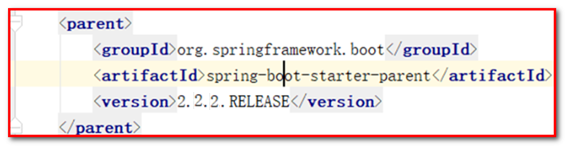 <parent>
<groupId>org.springframework.boot</groupId>
<artifactId>spring-boot-starter-parent</artifactId>
<version>2.2.2.RELEASE</version>
</parent>